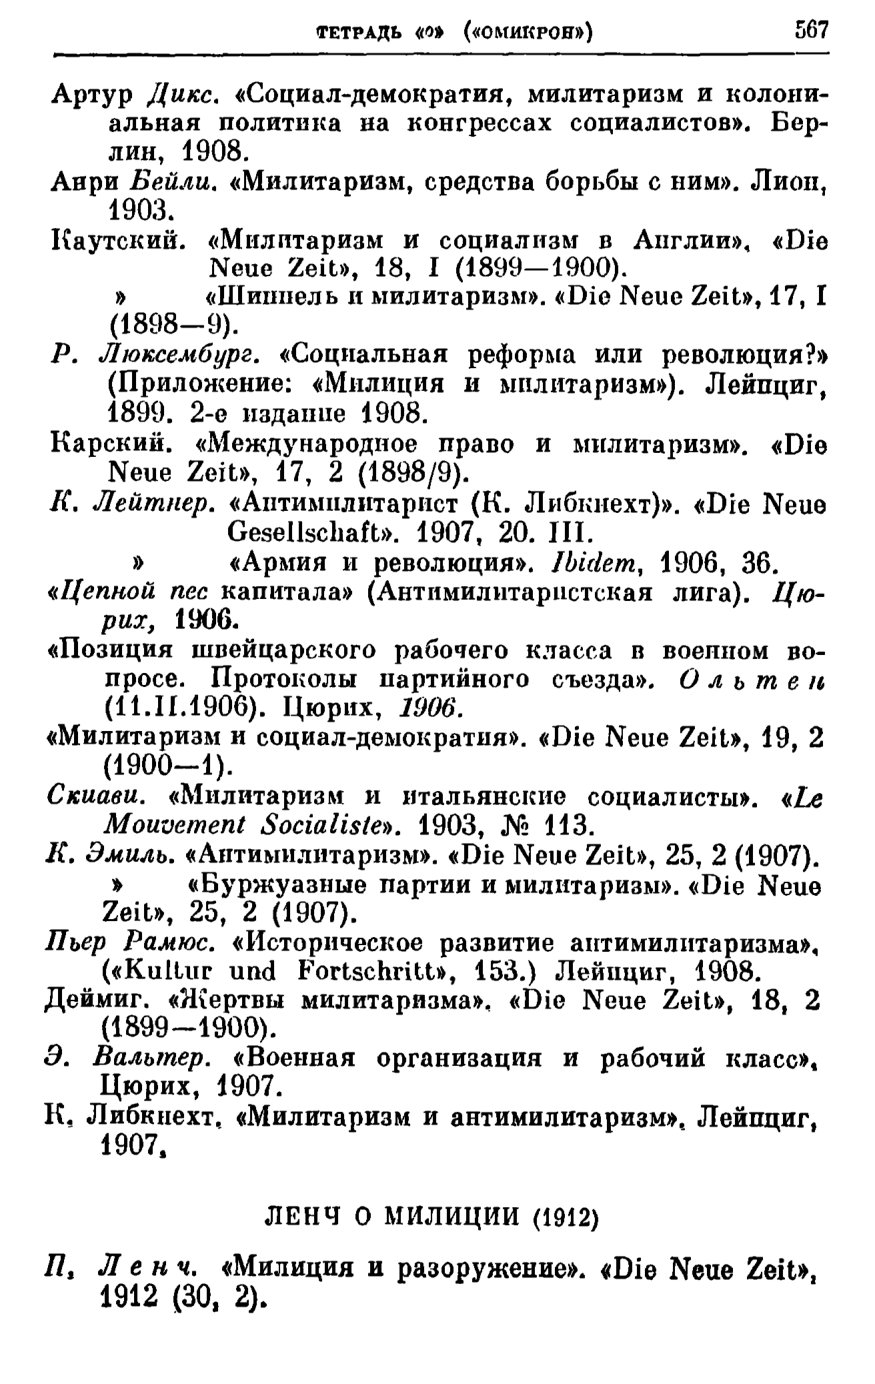 ТЕТРАДЬ «o» («ОМИКРОН») 567
Артур Дикс. «Социал-демократия, милитаризм и колони-
альная политика на конгрессах социалистов». Бер-
лин, 1908.
Анри Бейли. «Милитаризм, средства борьбы с ним». Лион,
1903.
Каутский. «Милитаризм и социализм в Англии», «Die
Neue Zeit», 18, I (1899—1900).
» «Шиппель и милитаризм». «Die Neue Zeit», 17, I
(1898—9).
Р. Люксембург. «Социальная реформа или революция?»
(Приложение: «Милиция и милитаризм»). Лейпциг,
1899. 2-е издание 1908.
Карский. «Международное право и милитаризм». «Die
Neue Zeit», 17, 2 (1898/9).
К. Лейтнер. «Антимилитарист (К. Либкнехт)». «Die Neue
Gesellschaft». 1907, 20. III.
» «Армия и революция». Ibidem, 1906, 36.
«Цепной пес капитала» (Антимилитаристская лига). Цю-
рих, 1906.
«Позиция швейцарского рабочего класса в военном во-
просе. Протоколы партийного съезда». Ольтен
(11.II.1906). Цюрих, 1906.
«Милитаризм и социал-демократия». «Die Neue Zeit», 19, 2
(1900—1).
Скиави. «Милитаризм и итальянские социалисты». «Le
Mouvement Socialiste». 1903, № 113.
К. Эмиль. «Антимилитаризм». «Die Neue Zeit», 25, 2 (1907).
» «Буржуазные партии и милитаризм». «Die Neue
Zeit», 25, 2 (1907).
Пьер Рамюс. «Историческое развитие антимилитаризма».
(«Kultur und Fortschritt», 153.) Лейпциг, 1908.
Деймиг. «Жертвы милитаризма». «Die Neue Zeit», 18, 2
(1899—1900).
Э. Вальтер. «Военная организация и рабочий класс».
Цюрих, 1907.
К. Либкнехт. «Милитаризм и антимилитаризм». Лейпциг,
1907.
ЛЕНЧ О МИЛИЦИИ (1912)
П. Ленч. «Милиция и разоружение». «Die Neue Zeit»,
1912 (30, 2).